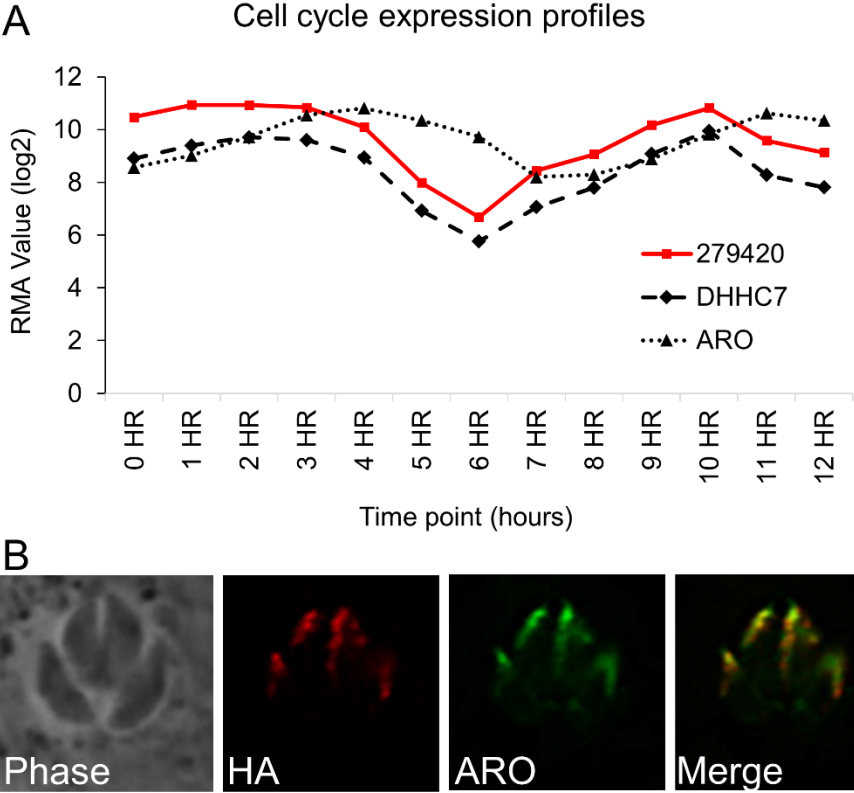 A
Cell cycle expression profiles
RMA Value (log2)
12
10
8
6
4
2
0
279420
DHHC7
ARO
0 HR
1 HR
2 HR
3 HR
4 HR
5 HR
6 HR
7 HR
8 HR
9 HR
10 HR
11 HR
12 HR
Time point (hours)
B
Phase
HA
ARO
Merge